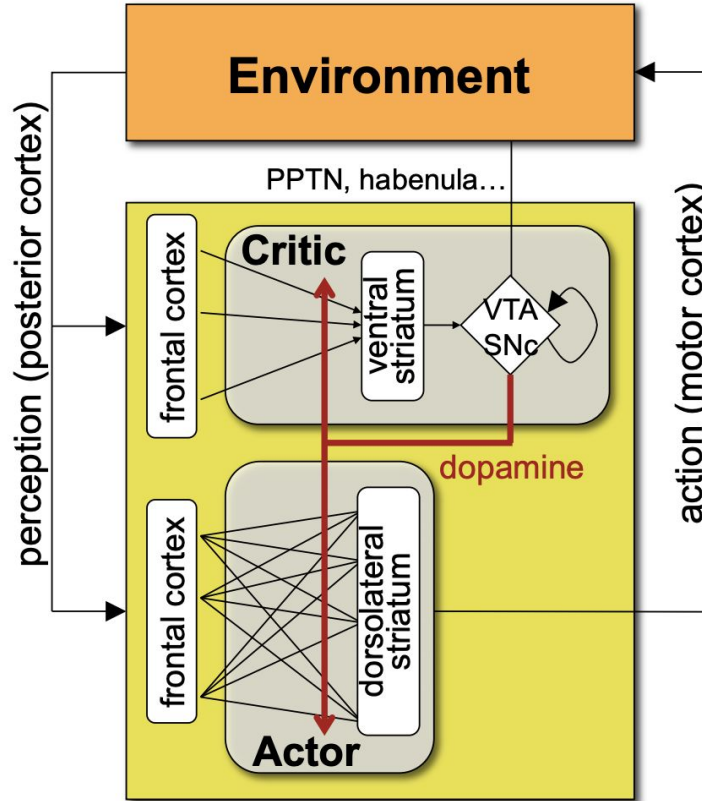 Environment
PPTN, habenula…
perception (posterior cortex)
action (motor cortex)
frontal cortex
Critic
ventral
striatum
VTA
SNc
dopamine
frontal cortex
dorsolateral
striatum
Actor